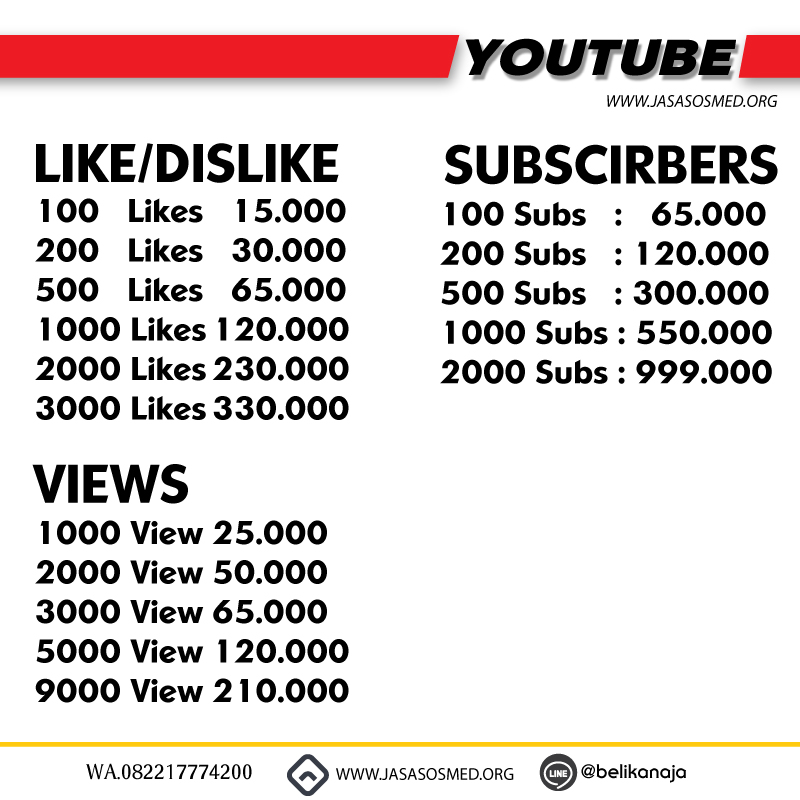 YOUTUBE
WWW.JASASOSMED.ORG
LIKE/DISLIKE
100 Likes 15.000
200 Likes 30.000
500 Likes 65.000
1000 Likes 120.000
2000 Likes 230.000
3000 Likes 330.000
SUBSCIRBERS
100 Subs : 65.000
200 Subs : 120.000
500 Subs : 300.000
1000 Subs : 550.000
2000 Subs : 999.000
VIEWS
1000 View 25.000
2000 View 50.000
3000 View 65.000
5000 View 120.000
9000 View 210.000
WA.082217774200 WWW.JASASOSMED.ORG LINE @belikanaja